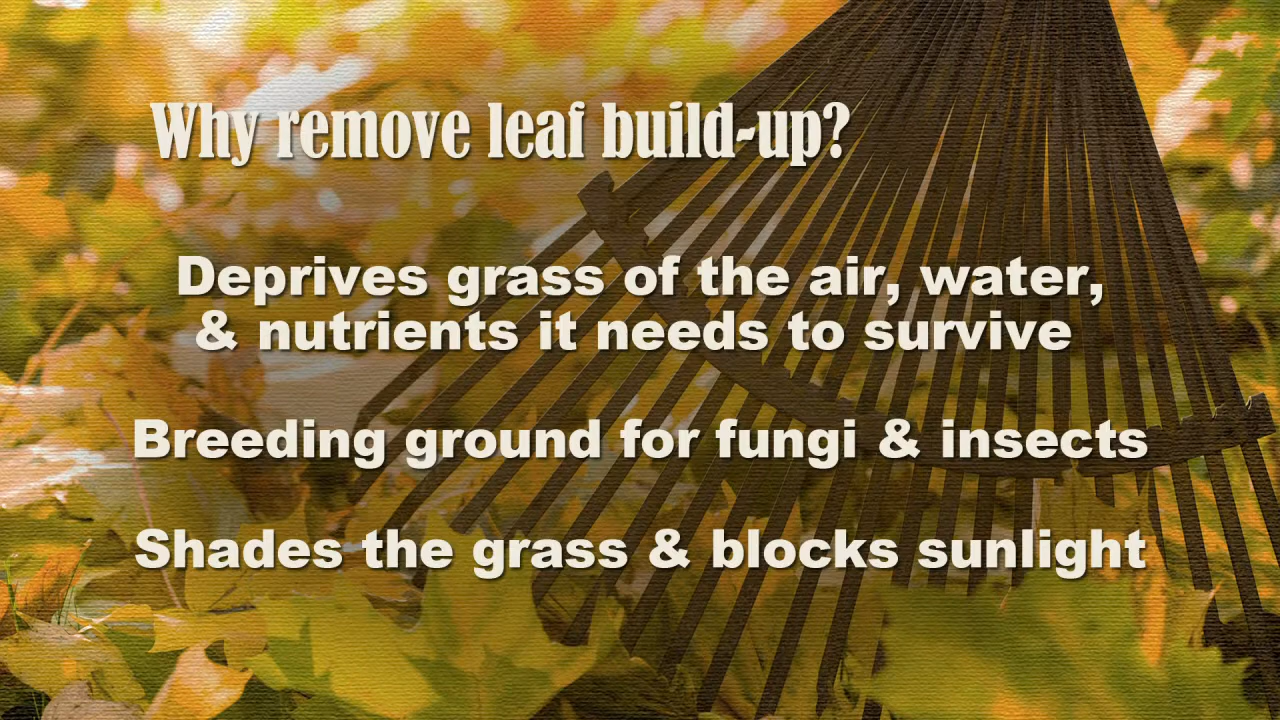 Why remove leaf build-up?
Deprives grass of the air, water,
& nutrients it needs to survive
Breeding ground for fungi & insects
Shades the grass & blocks sunlight